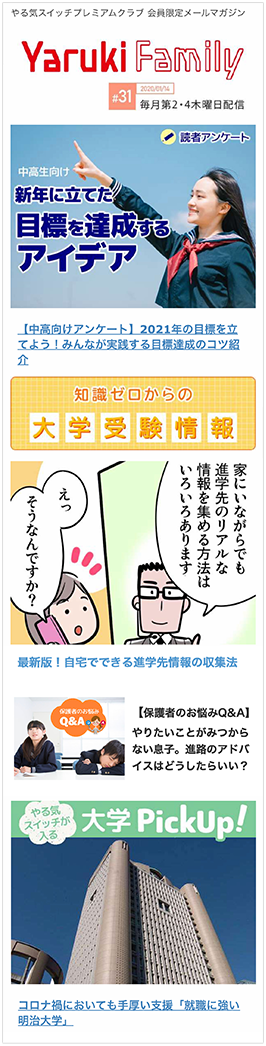 やる気スイッチプレミアムクラブ 会員限定メールマガジン
Yaruki Family
#31
2020/01/14
毎月第2・4木曜日配信
読者アンケート
中高生向け
新年に立てた
目標を達成する
アイデア
【中高向けアンケート】2021年の目標を立
てよう！みんなが実践する目標達成のコツ紹
介
知識ゼロからの
大学受験情報
家にいながらでも
進学先のリアルな
情報を集める方法は
いろいろあります
えっ
そうなんですか？
最新版！自宅でできる進学先情報の収集法
保護者のお悩み
Q&A
【保護者のお悩みQ&A】
やりたいことがみつから
ない息子。進路のアドバ
イスはどうしたらいい？
やる気
スイッチが
入る
大学 PickUp!
コロナ禍においても手厚い支援「就職に強い
明治大学」